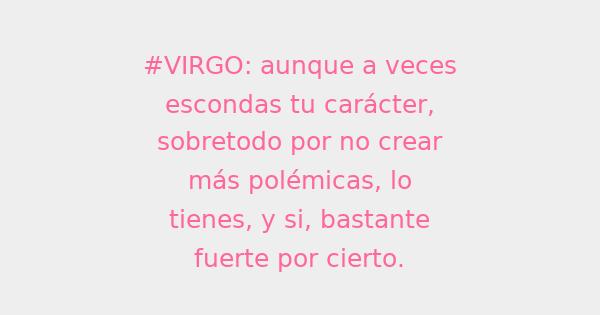 #VIRGO: aunque a veces
escondas tu carácter,
sobretodo por no crear
más polémicas, lo
tienes, y si, bastante
fuerte por cierto.